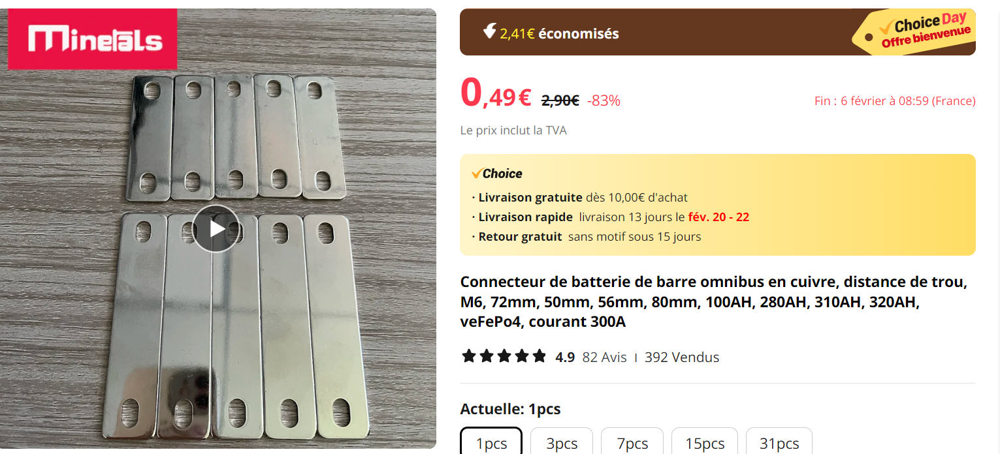 Minerals
2,41€ économisés
Choice Day
Offre bienvenue
0,49€ 2,90€ -83%
Fin : 6 février à 08:59 (France)
Le prix inclut la TVA
Choice
· Livraison gratuite dès 10,00€ d'achat
· Livraison rapide livraison 13 jours le fév. 20 - 22
· Retour gratuit sans motif sous 15 jours
Connecteur de batterie de barre omnibus en cuivre, distance de trou,
M6, 72mm, 50mm, 56mm, 80mm, 100AH, 280AH, 310AH, 320AH,
veFePo4, courant 300A
4.9 82 Avis I 392 Vendus
Actuelle: 1pcs
1pcs 3pcs 7pcs 15pcs 31pcs